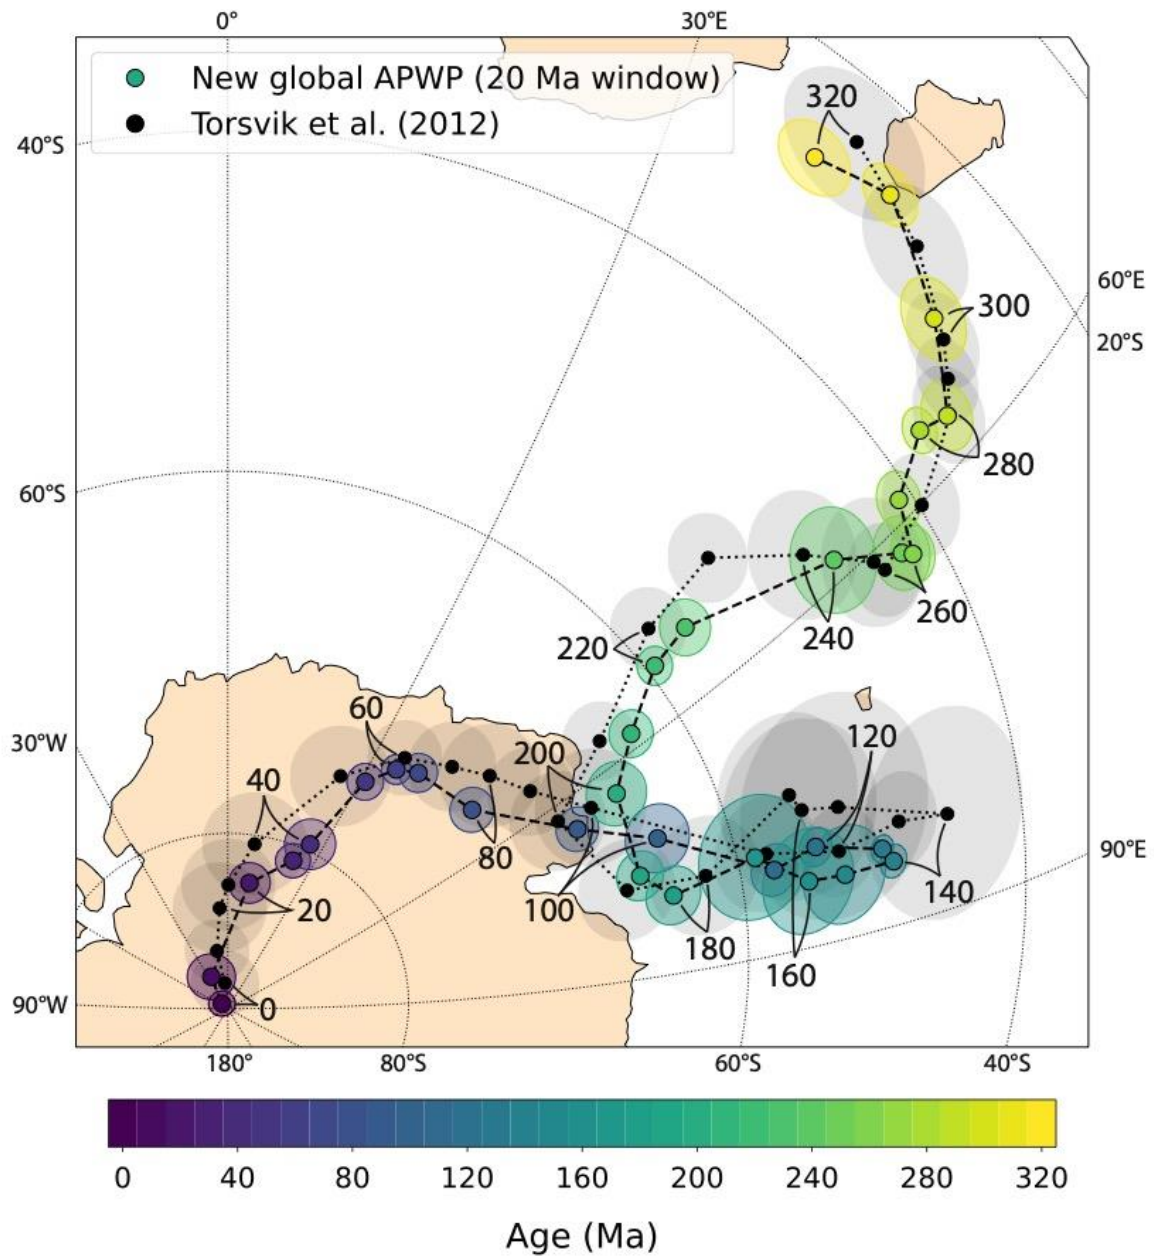 0° 30°E
New global APWP (20 Ma window)
Torsvik et al. (2012)
320
40°S
60°E
300
20°S
280
60°S
260
240
220
60
120
200
30°W
40
80
90°E
140
100
20
180
160
90°W
0
180° 80°S 60°S 40°S
0 40 80 120 160 200 240 280 320
Age (Ma)